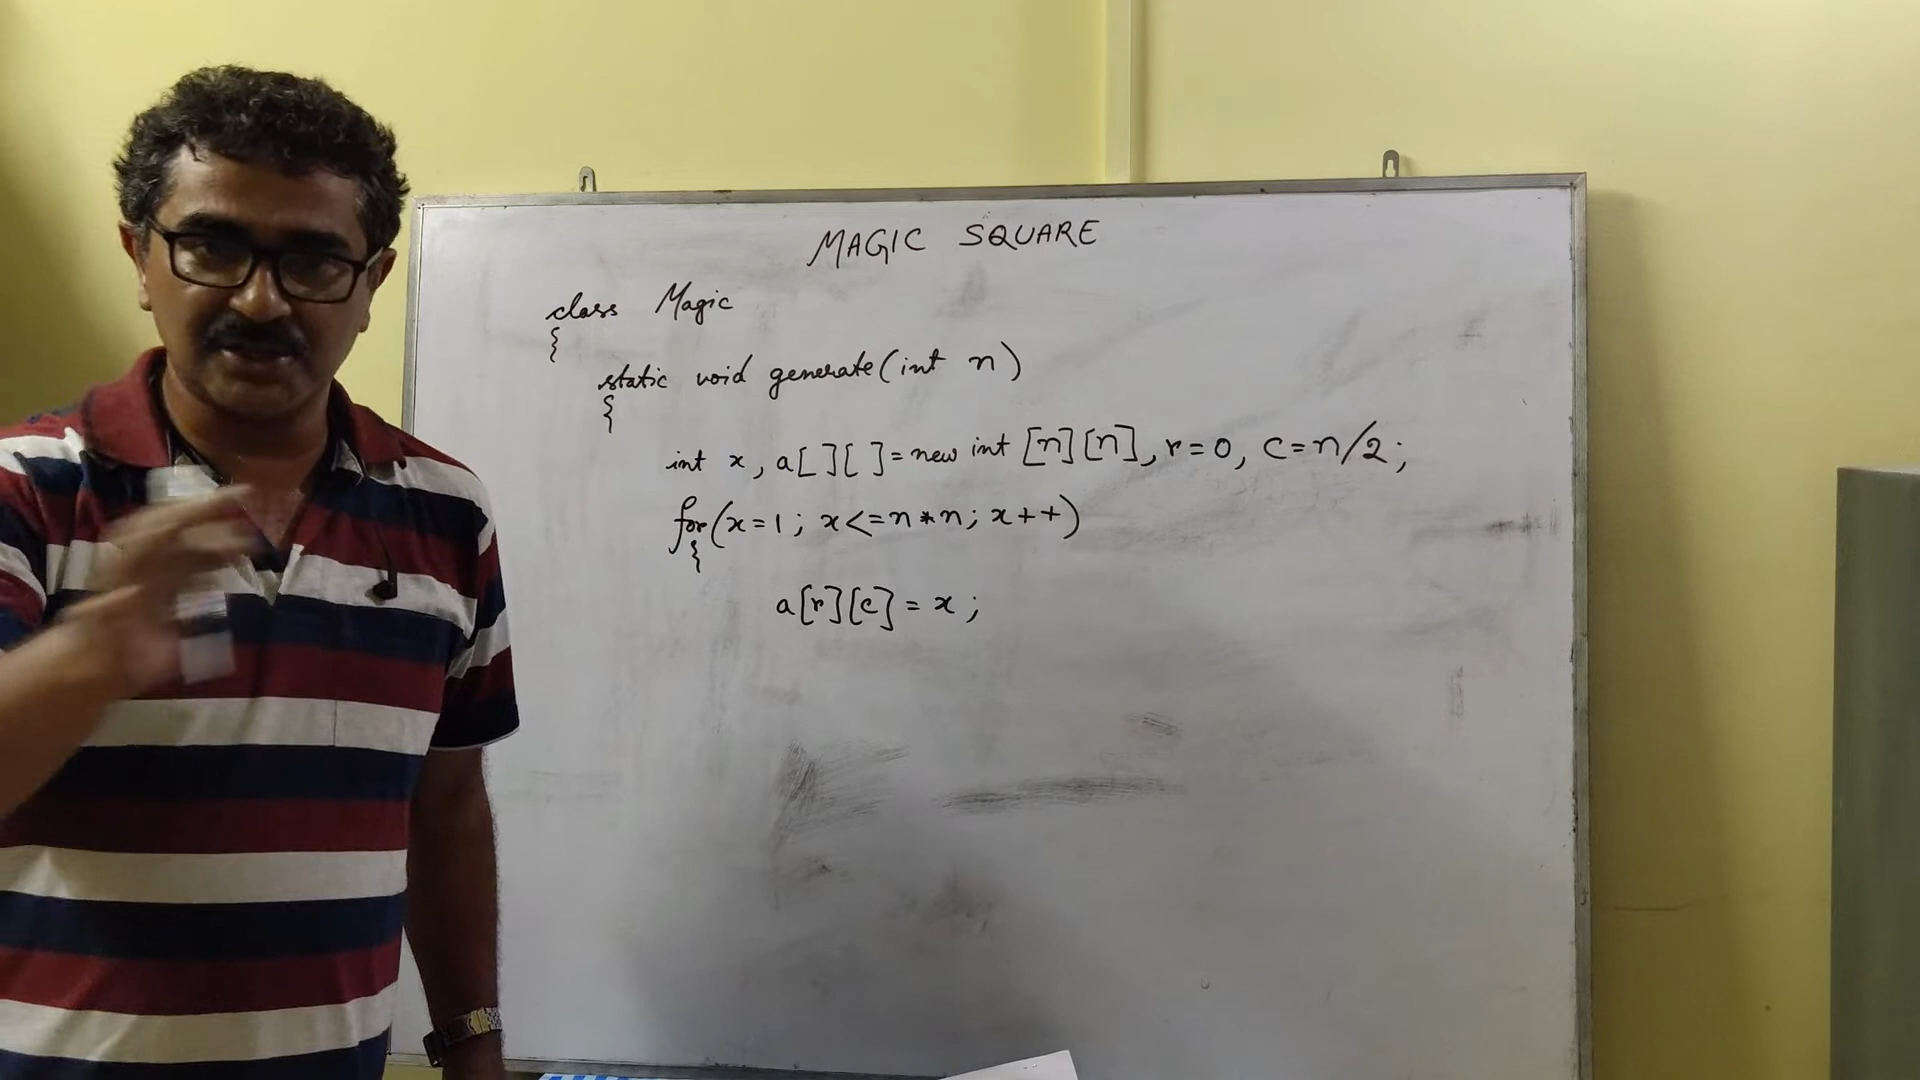 MAGIC SQUARE
class Magic
{
static void generate(int n)
{
int x, a[ ][ ]=new int [n][n], r=0, c=n/2;
for(x=1; x<=n*n; x++)
{
a[r][c] = x;